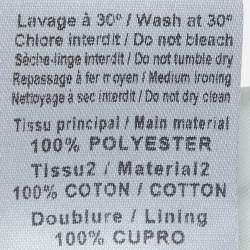 Lavage à 30° / Wash at 30°
Chlore interdit / Do not bleach
Sèche-linge interdit / Do not tumble dry
Repassage à fer moyen / Medium ironing
Nettoyage à sec interdit / Do not dry clean
Tissu principal / Main material
100% POLYESTER
Tissu2 / Material2
100% COTON / COTTON
Doublure / Lining
100% CUPRO